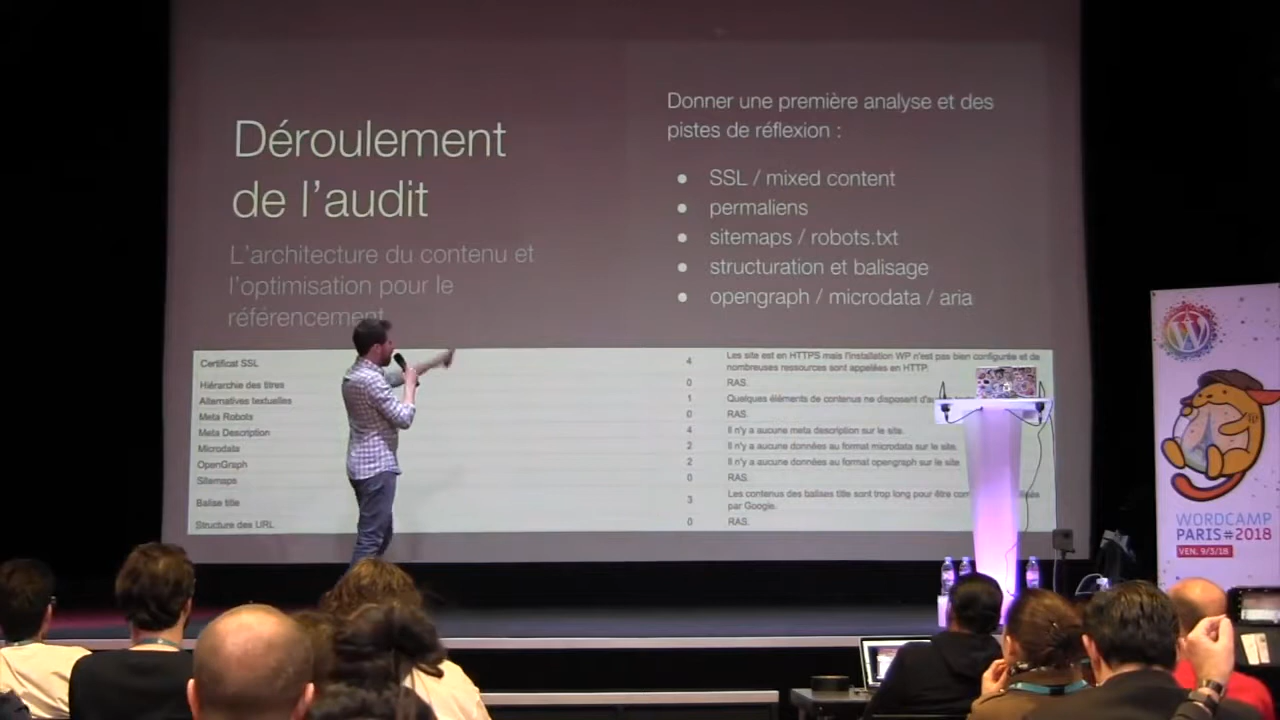 Déroulement
de l'audit
L'architecture du contenu et
l'optimisation pour le
référencement
Donner une première analyse et des
pistes de réflexion :
● SSL / mixed content
● permaliens
● sitemaps / robots.txt
● structuration et balisage
● opengraph / microdata / aria
Certificat SSL 4 Les site est en HTTPS mais l'installation WP n'est pas bien configurée et de
nombreuses ressources sont appelées en HTTP.
Hiérarchie des titres 0 RAS.
Alternatives textuelles 1 Quelques éléments de contenus ne disposent
Meta Robots 0 RAS.
Meta Description 4 Il n'y a aucune meta description sur le site.
Microdata 2 Il n'y a aucune données au format microdata sur le site.
OpenGraph 2 Il n'y a aucune données au format opengraph sur le site
Sitemaps 0 RAS.
Balise title 3 Les contenus des balises title sont trop long pour être
par Google.
Structure des URL 0 RAS.
W
WORDCAMP
PARIS#2018
VEN. 9/3/18